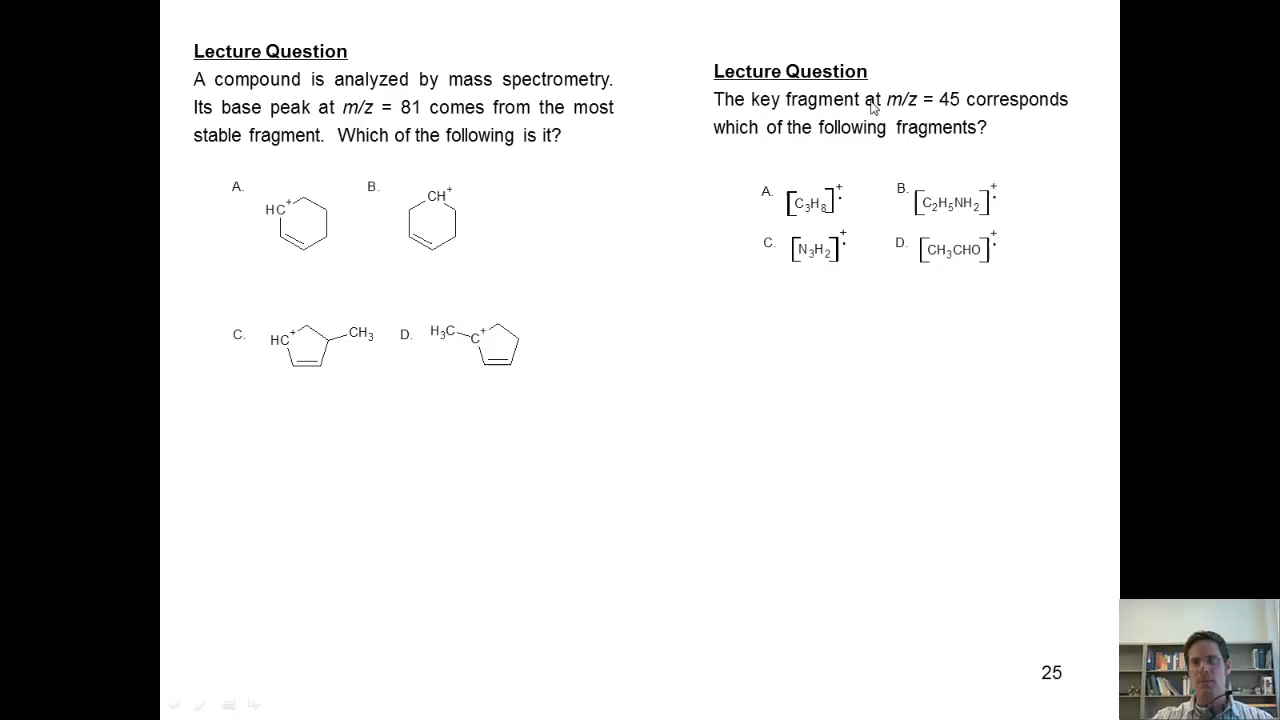 Lecture Question
A compound is analyzed by mass spectrometry.
Its base peak at m/z = 81 comes from the most
stable fragment. Which of the following is it?
A.
HC+
B.
CH+
C.
HC+
CH3
D.
H3C
C+
Lecture Question
The key fragment at m/z = 45 corresponds
which of the following fragments?
A. [C3H8]+•
B. [C2H5NH2]+•
C. [N3H2]+•
D. [CH3CHO]+•
25